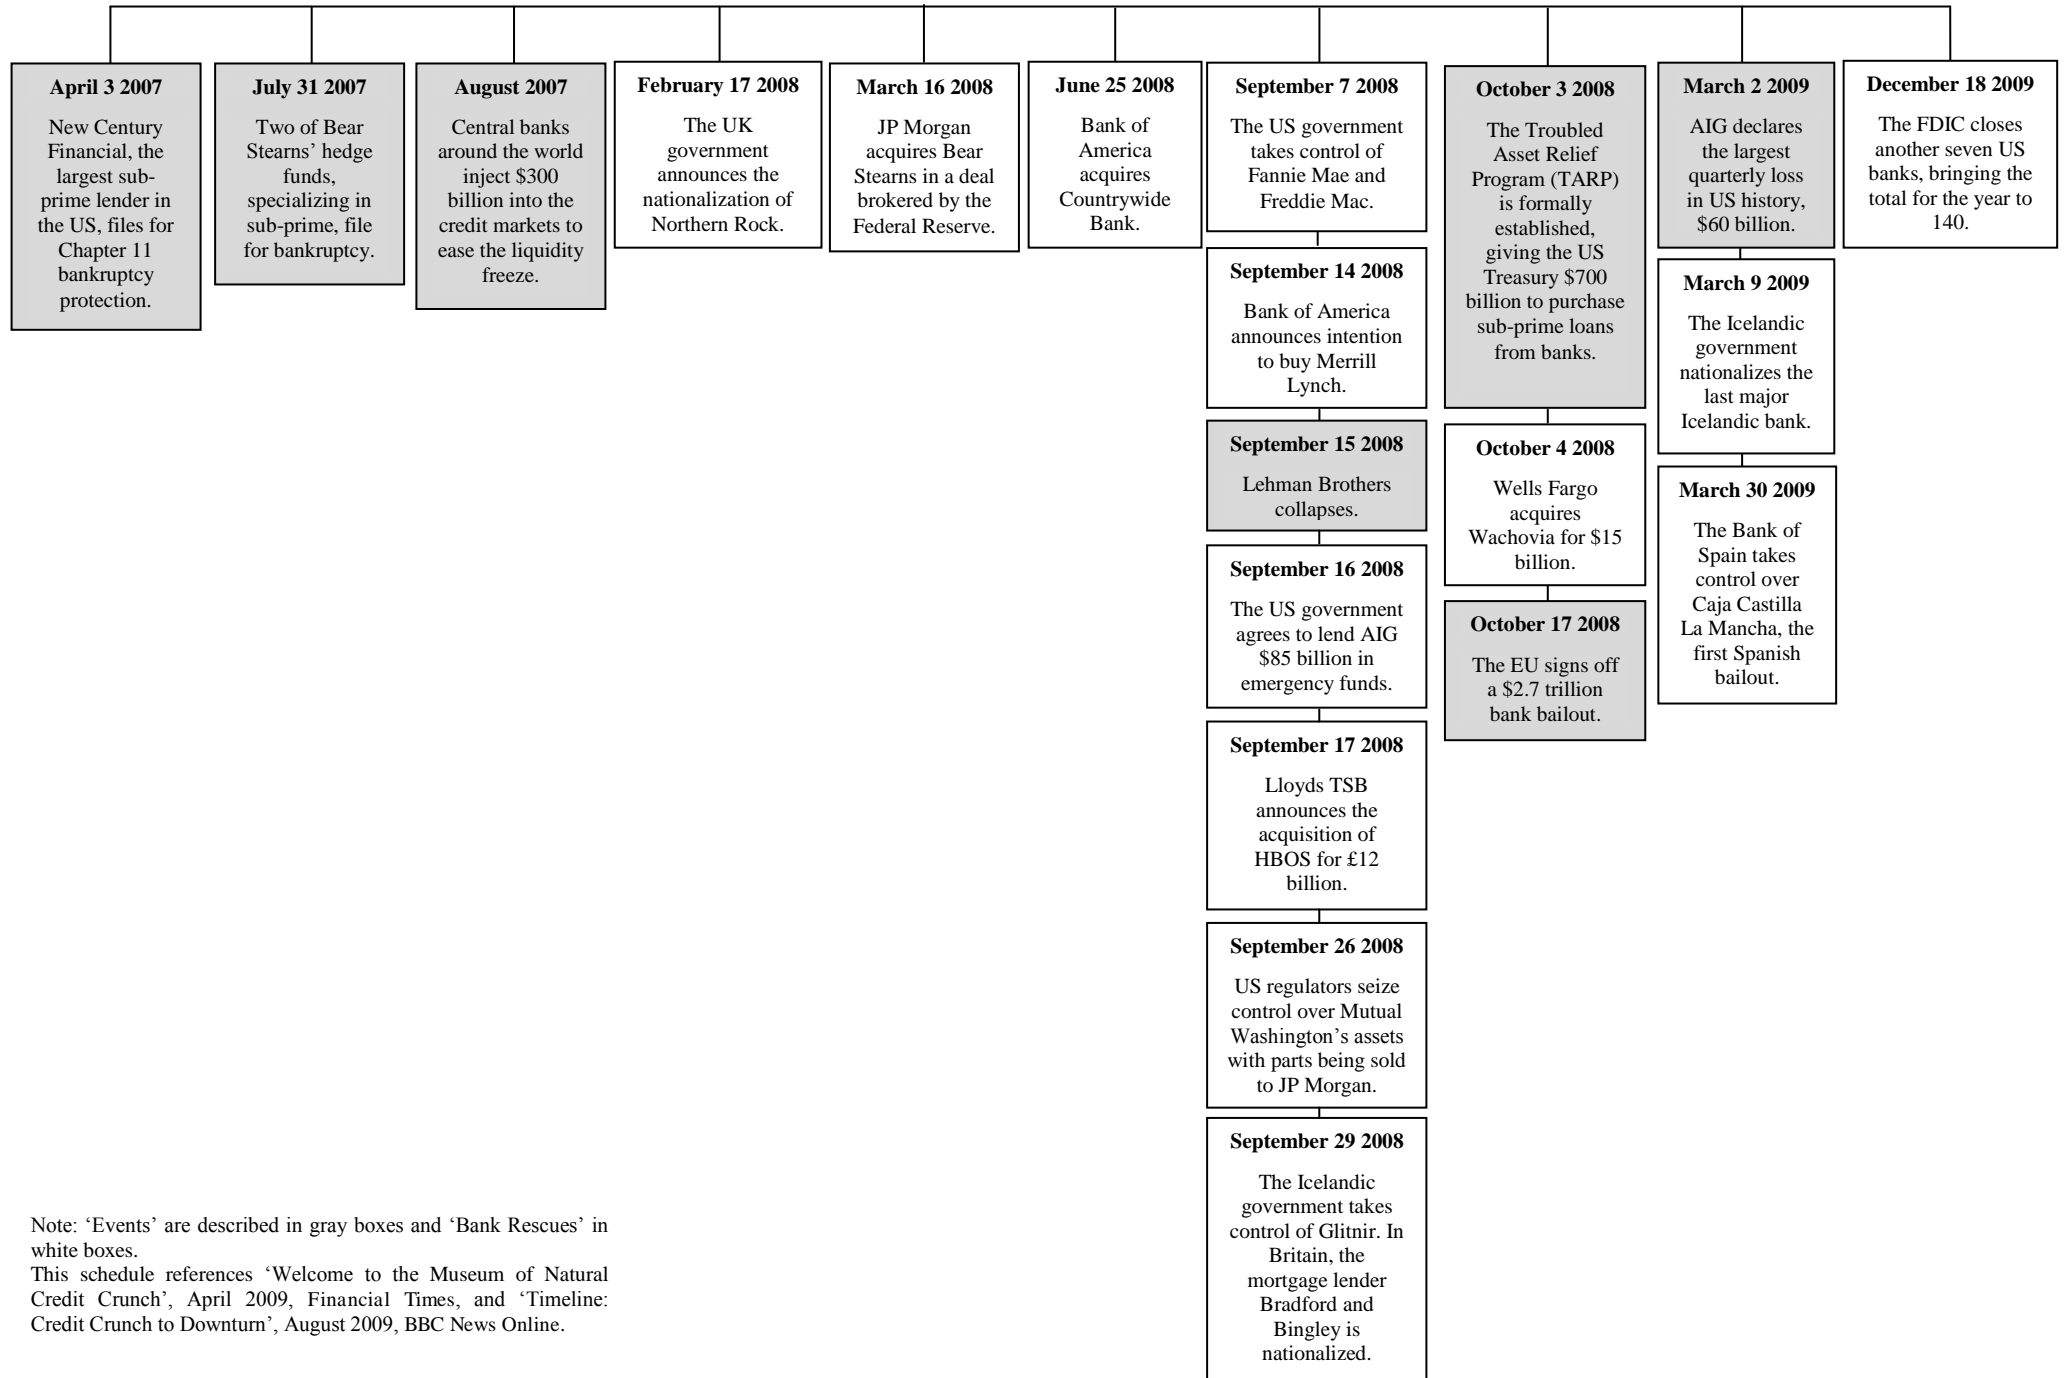 April 3 2007
New Century
Financial, the
largest sub-
prime lender in
the US, files for
Chapter 11
bankruptcy
protection.
July 31 2007
Two of Bear
Stearns’ hedge
funds,
specializing in
sub-prime, file
for bankruptcy.
August 2007
Central banks
around the world
inject $300
billion into the
credit markets to
ease the liquidity
freeze.
February 17 2008
The UK
government
announces the
nationalization of
Northern Rock.
March 16 2008
JP Morgan
acquires Bear
Stearns in a deal
brokered by the
Federal Reserve.
June 25 2008
Bank of
America
acquires
Countrywide
Bank.
September 7 2008
The US government
takes control of
Fannie Mae and
Freddie Mac.
September 14 2008
Bank of America
announces intention
to buy Merrill
Lynch.
September 15 2008
Lehman Brothers
collapses.
September 16 2008
The US government
agrees to lend AIG
$85 billion in
emergency funds.
September 17 2008
Lloyds TSB
announces the
acquisition of
HBOS for £12
billion.
September 26 2008
US regulators seize
control over Mutual
Washington’s assets
with parts being sold
to JP Morgan.
September 29 2008
The Icelandic
government takes
control of Glitnir. In
Britain, the
mortgage lender
Bradford and
Bingley is
nationalized.
October 3 2008
The Troubled
Asset Relief
Program (TARP)
is formally
established,
giving the US
Treasury $700
billion to purchase
sub-prime loans
from banks.
October 4 2008
Wells Fargo
acquires
Wachovia for $15
billion.
October 17 2008
The EU signs off
a $2.7 trillion
bank bailout.
March 2 2009
AIG declares
the largest
quarterly loss
in US history,
$60 billion.
March 9 2009
The Icelandic
government
nationalizes the
last major
Icelandic bank.
March 30 2009
The Bank of
Spain takes
control over
Caja Castilla
La Mancha, the
first Spanish
bailout.
December 18 2009
The FDIC closes
another seven US
banks, bringing the
total for the year to
140.
Note: ‘Events’ are described in gray boxes and ‘Bank Rescues’ in
white boxes.
This schedule references ‘Welcome to the Museum of Natural
Credit Crunch’, April 2009, Financial Times, and ‘Timeline:
Credit Crunch to Downturn’, August 2009, BBC News Online.